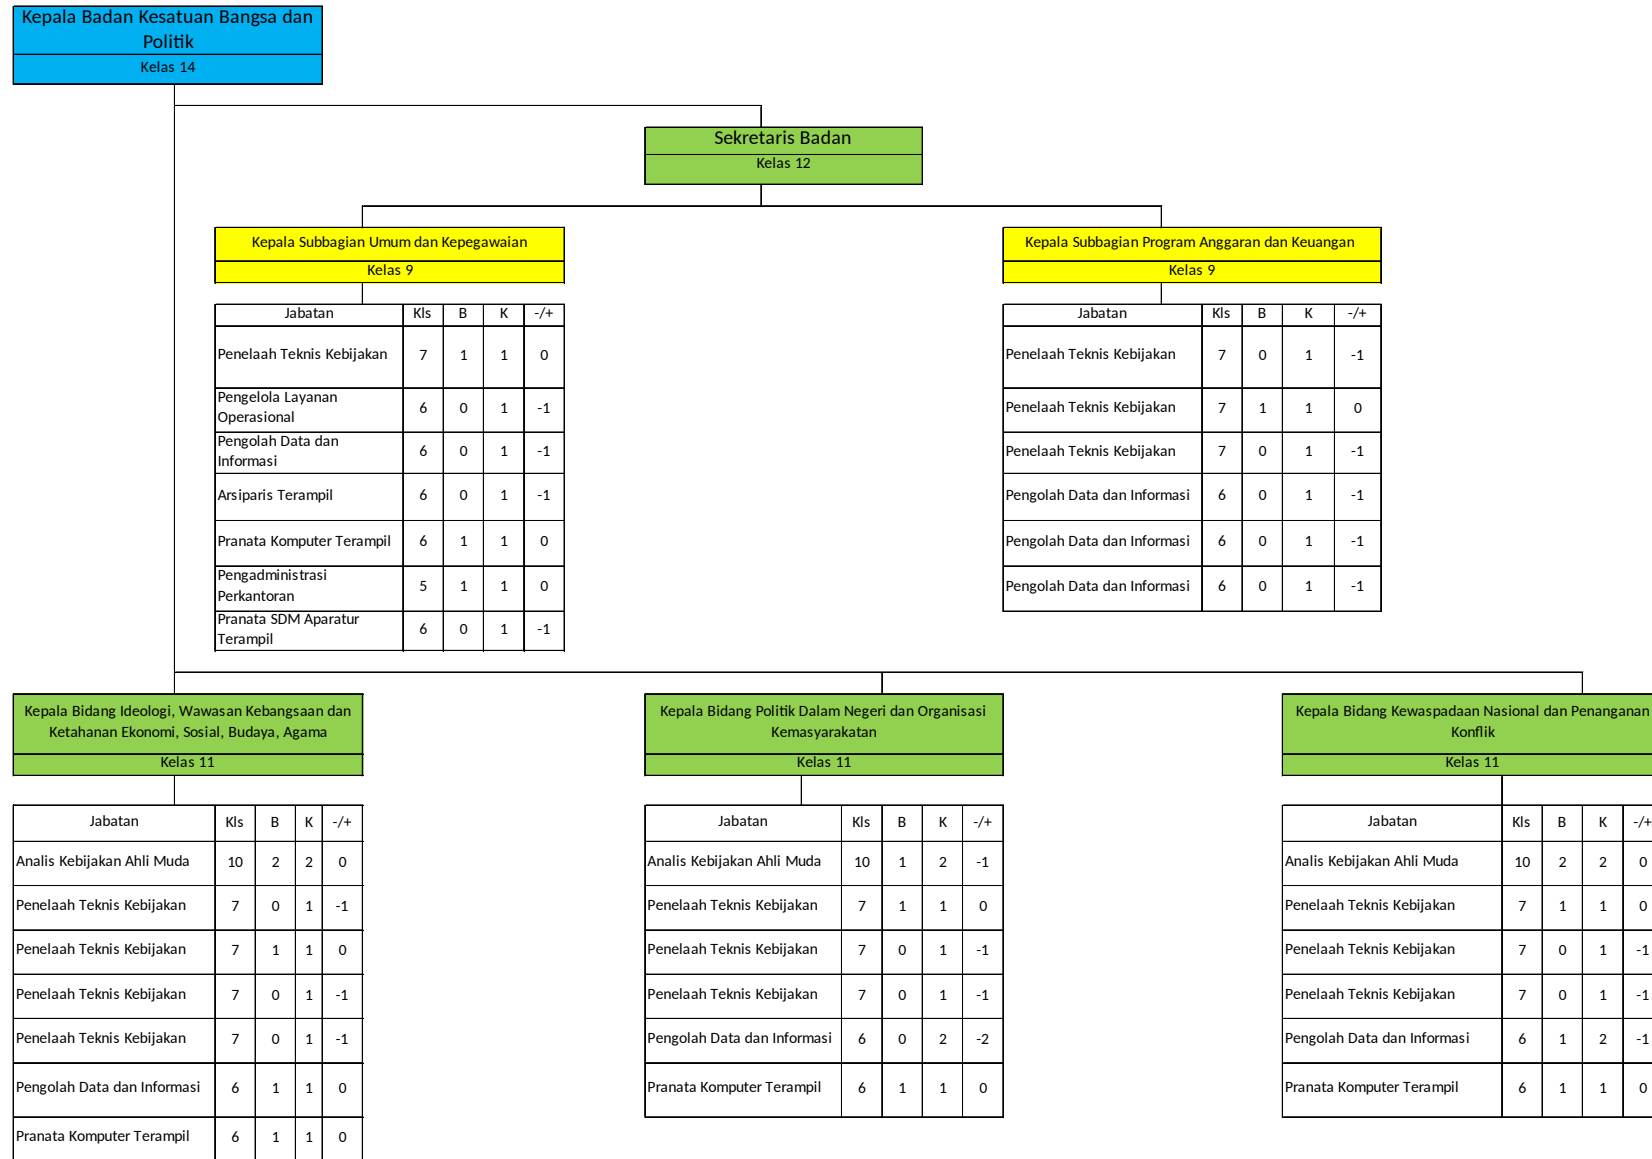 Kepala Badan Kesatuan Bangsa dan
Politik
Kelas 14
Sekretaris Badan
Kelas 12
Kepala Subbagian Umum dan Kepegawaian
Kelas 9
Jabatan Kls B K -/+
Penelaah Teknis Kebijakan 7 1 1 0
Pengelola Layanan
Operasional 6 0 1 -1
Pengolah Data dan
Informasi 6 0 1 -1
Arsiparis Terampil 6 0 1 -1
Pranata Komputer Terampil 6 1 1 0
Pengadministrasi
Perkantoran 5 1 1 0
Pranata SDM Aparatur
Terampil 6 0 1 -1
Kepala Subbagian Program Anggaran dan Keuangan
Kelas 9
Jabatan Kls B K -/+
Penelaah Teknis Kebijakan 7 0 1 -1
Penelaah Teknis Kebijakan 7 1 1 0
Penelaah Teknis Kebijakan 7 0 1 -1
Pengolah Data dan Informasi 6 0 1 -1
Pengolah Data dan Informasi 6 0 1 -1
Pengolah Data dan Informasi 6 0 1 -1
Kepala Bidang Ideologi, Wawasan Kebangsaan dan
Ketahanan Ekonomi, Sosial, Budaya, Agama
Kelas 11
Jabatan Kls B K -/+
Analis Kebijakan Ahli Muda 10 2 2 0
Penelaah Teknis Kebijakan 7 0 1 -1
Penelaah Teknis Kebijakan 7 1 1 0
Penelaah Teknis Kebijakan 7 0 1 -1
Penelaah Teknis Kebijakan 7 0 1 -1
Pengolah Data dan Informasi 6 1 1 0
Pranata Komputer Terampil 6 1 1 0
Kepala Bidang Politik Dalam Negeri dan Organisasi
Kemasyarakatan
Kelas 11
Jabatan Kls B K -/+
Analis Kebijakan Ahli Muda 10 1 2 -1
Penelaah Teknis Kebijakan 7 1 1 0
Penelaah Teknis Kebijakan 7 0 1 -1
Penelaah Teknis Kebijakan 7 0 1 -1
Pengolah Data dan Informasi 6 0 2 -2
Pranata Komputer Terampil 6 1 1 0
Kepala Bidang Kewaspadaan Nasional dan Penanganan
Konflik
Kelas 11
Jabatan Kls B K -/+
Analis Kebijakan Ahli Muda 10 2 2 0
Penelaah Teknis Kebijakan 7 1 1 0
Penelaah Teknis Kebijakan 7 0 1 -1
Penelaah Teknis Kebijakan 7 0 1 -1
Pengolah Data dan Informasi 6 1 2 -1
Pranata Komputer Terampil 6 1 1 0